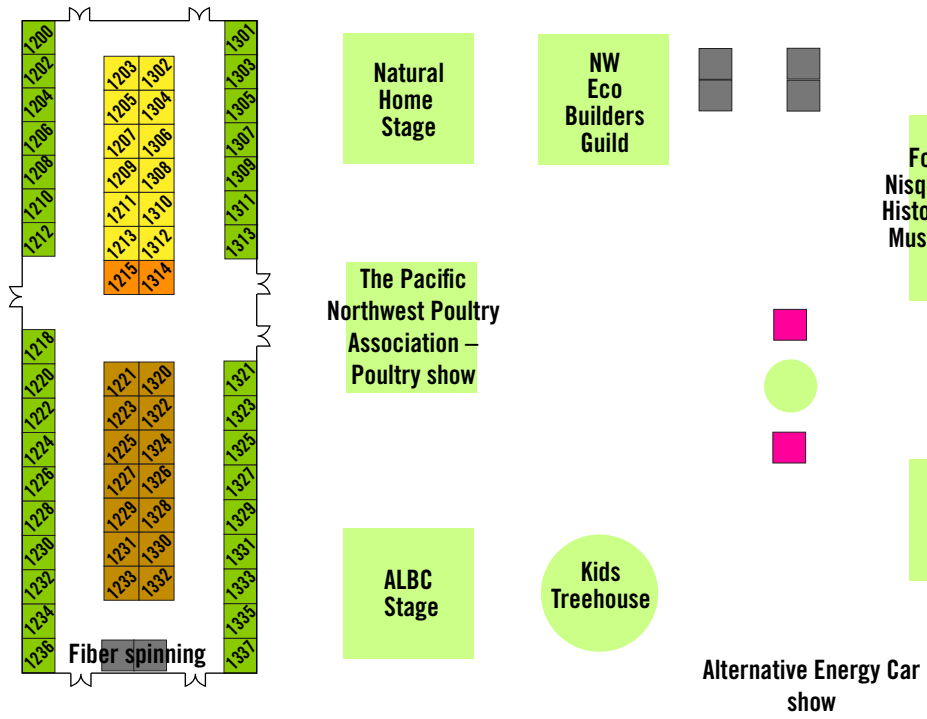 1200
1202
1204
1206
1208
1210
1212
1203 1302
1205 1304
1207 1306
1209 1308
1211 1310
1213 1312
1215 1314
1301
1303
1305
1307
1309
1311
1313
1218
1220
1222
1224
1226
1228
1230
1232
1234
1236
1221 1320
1223 1322
1225 1324
1227 1326
1229 1328
1231 1330
1233 1332
1321
1323
1325
1327
1329
1331
1333
1335
1337
Fiber spinning
Natural
Home
Stage
NW
Eco
Builders
Guild
The Pacific
Northwest Poultry
Association –
Poultry show
ALBC
Stage
Kids
Treehouse
Alternative Energy Car
show